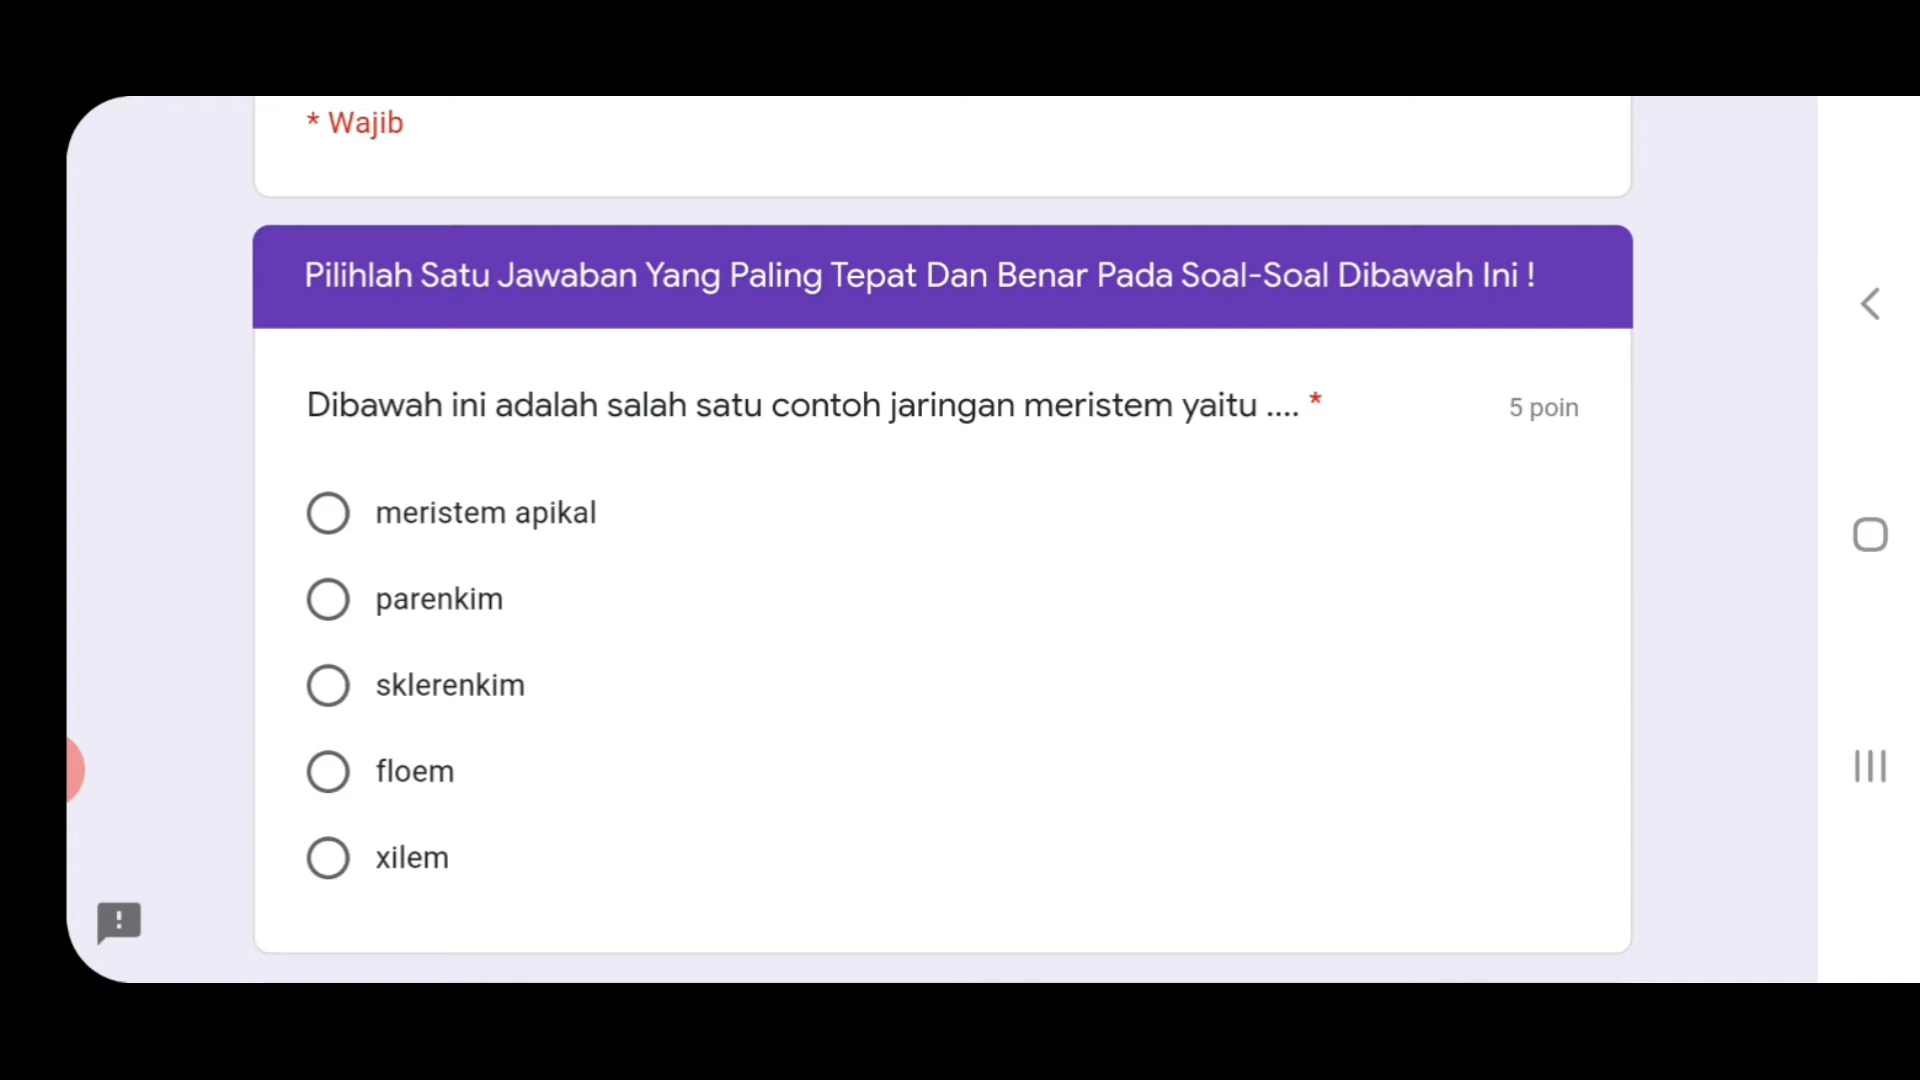 * Wajib
Pilihlah Satu Jawaban Yang Paling Tepat Dan Benar Pada Soal-Soal Dibawah Ini !
Dibawah ini adalah salah satu contoh jaringan meristem yaitu .... *
5 poin
meristem apikal
parenkim
sklerenkim
floem
xilem